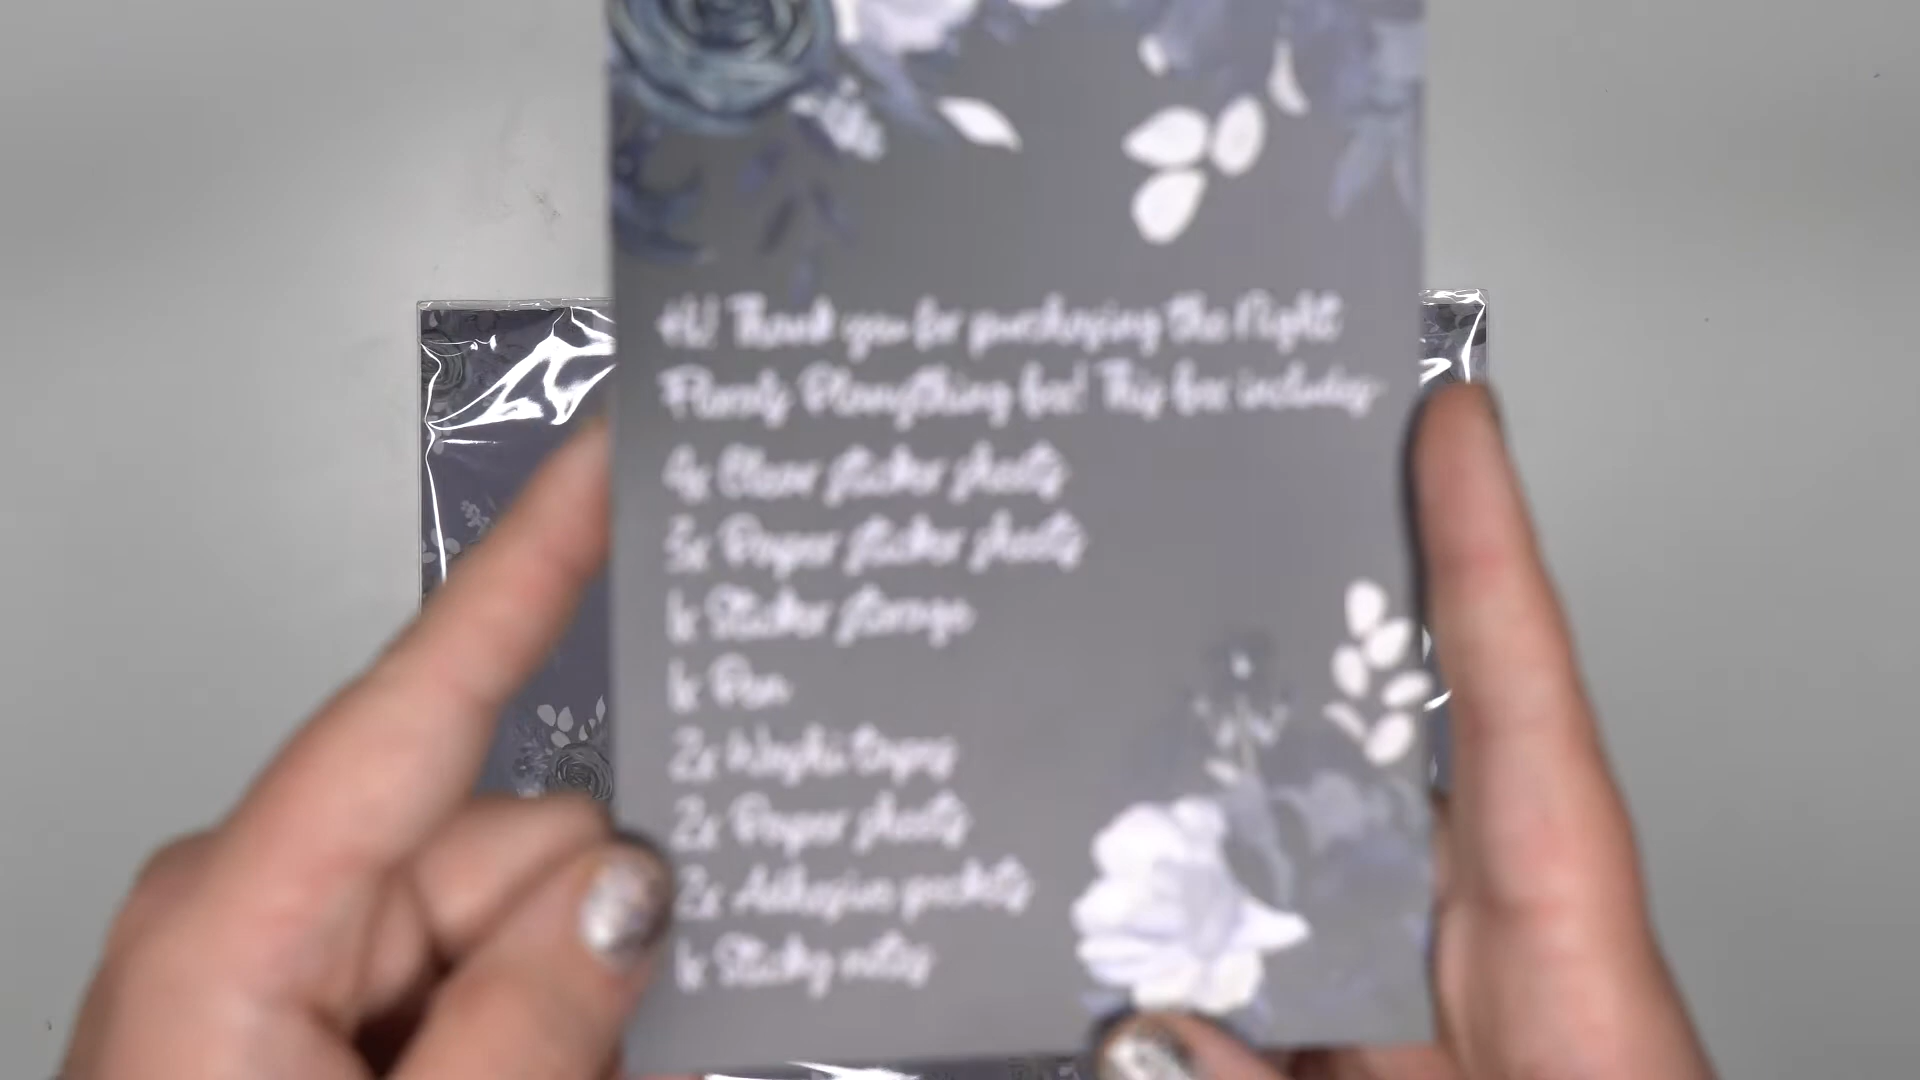 Hi! Thank you for purchasing the Night
Florals Plannything box! This box includes
4x Clear sticker sheets
5x Paper sticker sheets
1x Sticker storage
1x Pen
2x Washi tapes
2x Paper sheets
2x Adhesive pockets
1x Sticky notes